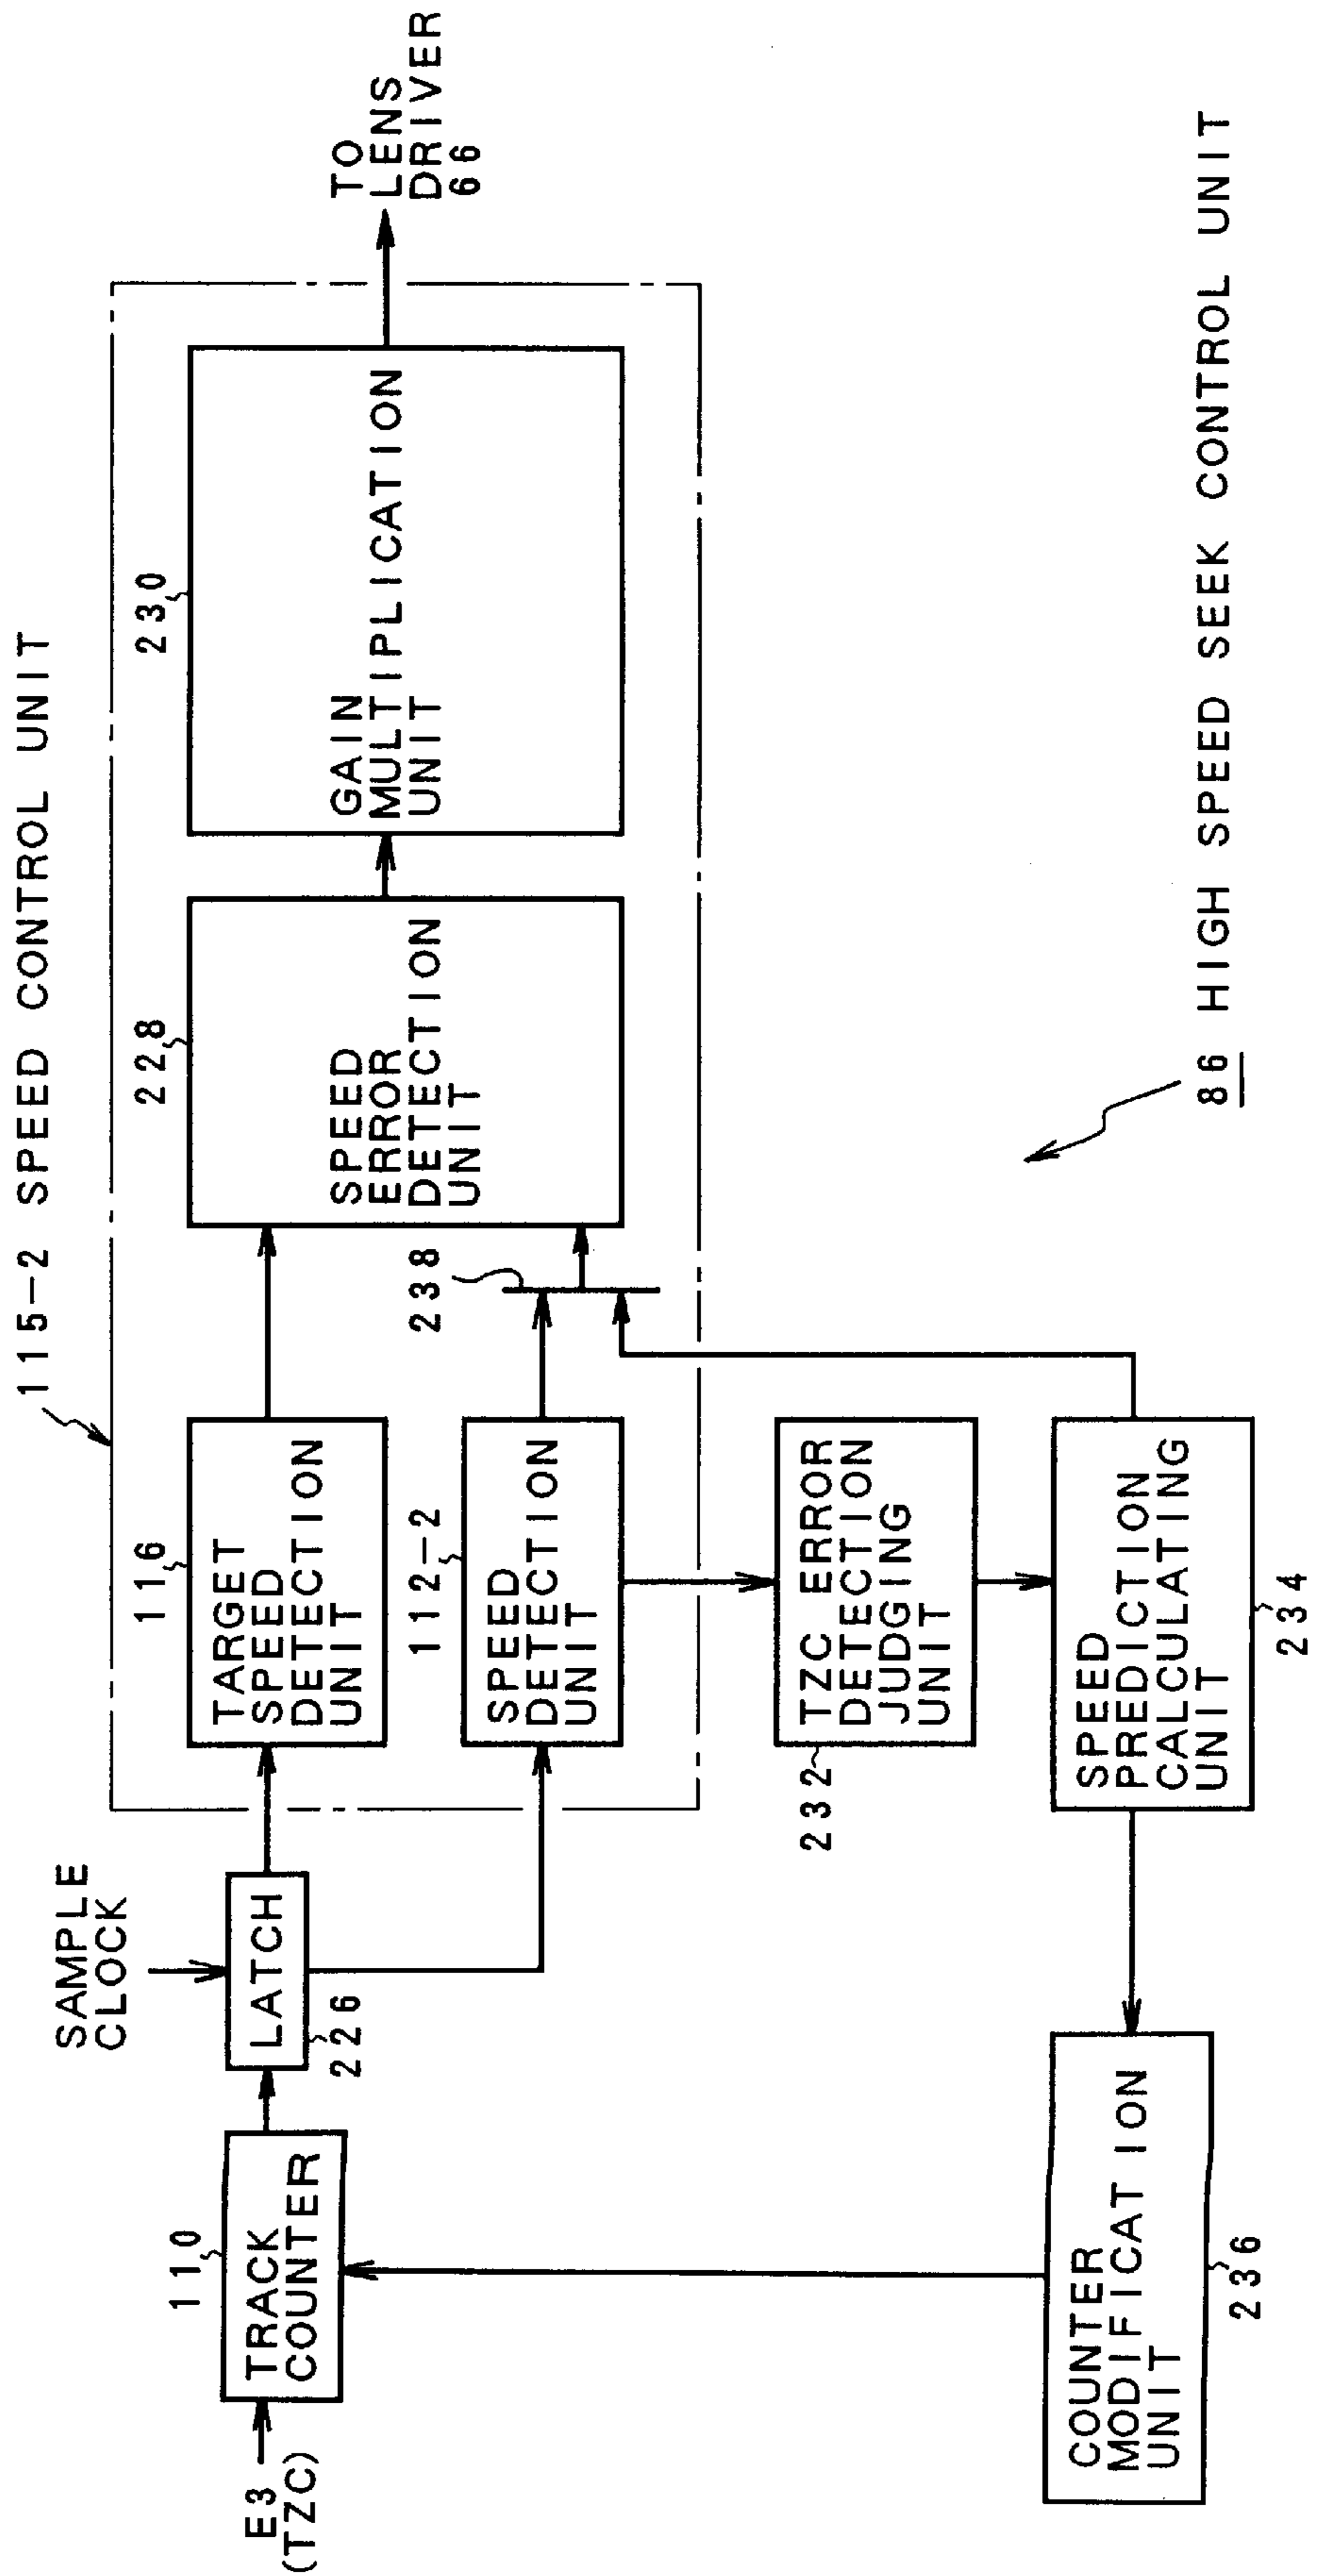 115-2 SPEED CONTROL UNIT
SAMPLE
CLOCK
E3
(TZC)
110
TRACK
COUNTER
LATCH
226
116
TARGET
SPEED
DETECTION
UNIT
112-2
SPEED
DETECTION
UNIT
238
228
SPEED
ERROR
DETECTION
UNIT
230
GAIN
MULTIPLICATION
UNIT
TO
LENS
DRIVER
66
232
TZC ERROR
DETECTION
JUDGING
UNIT
SPEED
PREDICTION
CALCULATING
UNIT
234
COUNTER
MODIFICATION
UNIT
236
86 HIGH SPEED SEEK CONTROL UNIT